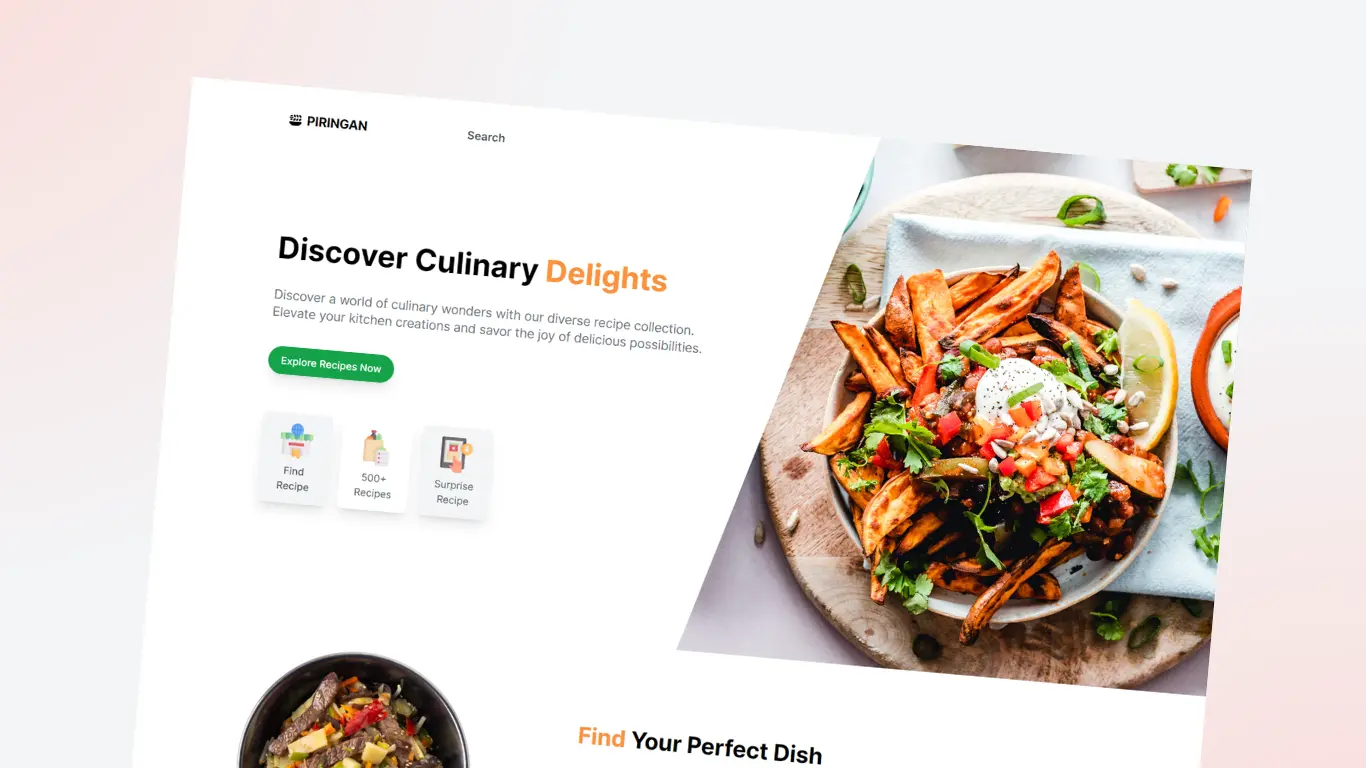 PIRINGAN
Search
Discover Culinary Delights
Discover a world of culinary wonders with our diverse recipe collection.
Elevate your kitchen creations and savor the joy of delicious possibilities.
Explore Recipes Now
Find
Recipe
500+
Recipes
Surprise
Recipe
Find Your Perfect Dish